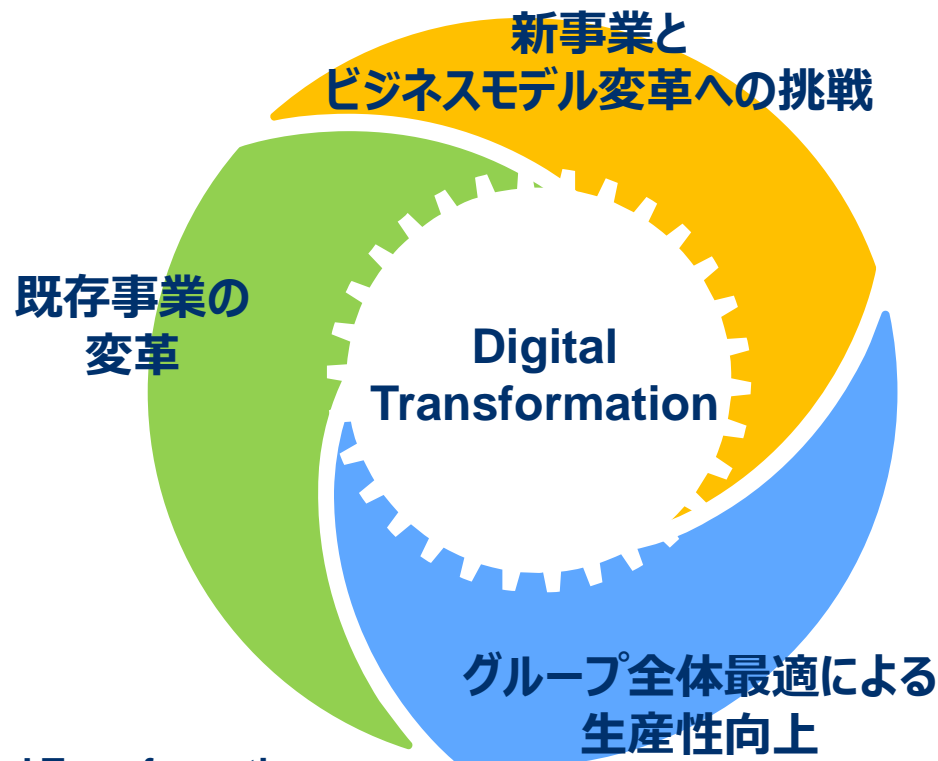 新事業と
ビジネスモデル変革への挑戦
既存事業の
変革
Digital
Transformation
グループ全体最適による
生産性向上